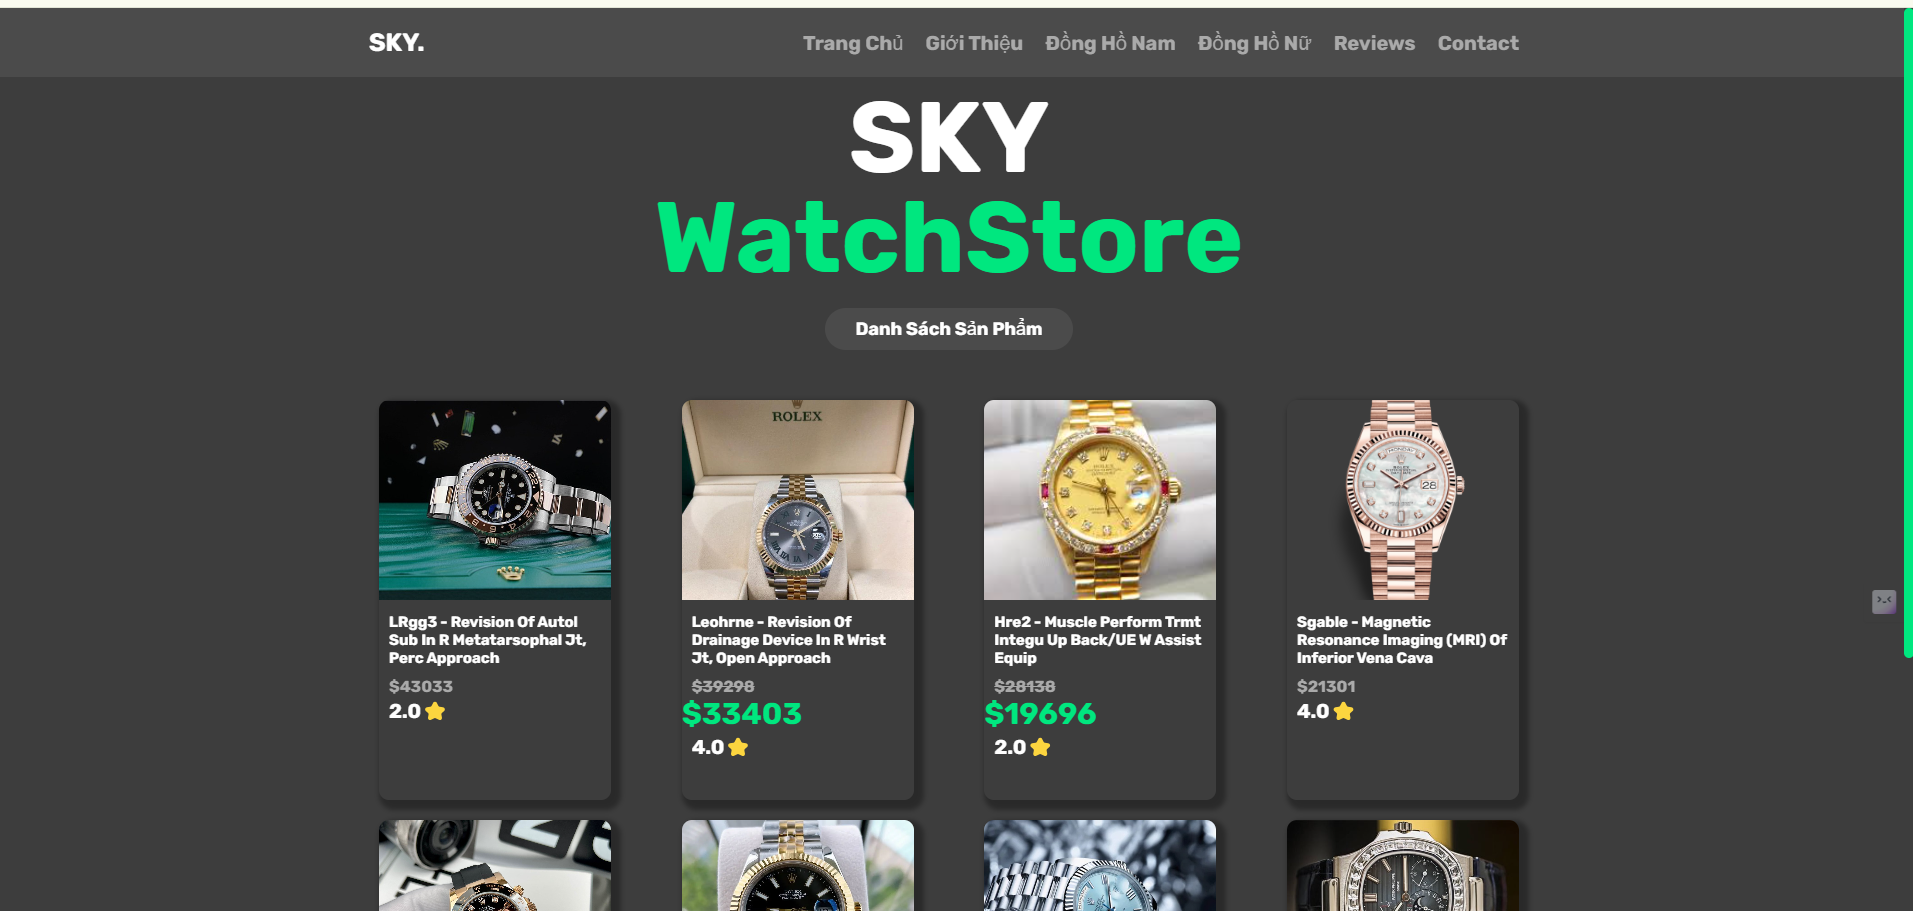 SKY.
Trang Chủ Giới Thiệu Đồng Hồ Nam Đồng Hồ Nữ Reviews Contact
SKY
WatchStore
Danh Sách Sản Phẩm
ROLEX
LRgg3 - Revision Of Autol
Sub In R Metatarsophal Jt,
Perc Approach
$43033
2.0
Leohrne - Revision Of
Drainage Device In R Wrist
Jt, Open Approach
$39298
$33403
4.0
Hre2 - Muscle Perform Trmt
Integu Up Back/UE W Assist
Equip
$28138
$19696
2.0
28
Sgable - Magnetic
Resonance Imaging (MRI) Of
Inferior Vena Cava
$21301
4.0